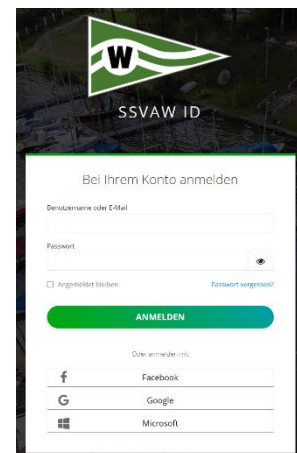 W
SSVAW ID
Bei Ihrem Konto anmelden
Benutzername oder E-Mail
Passwort
Angemeldet bleiben Passwort vergessen?
ANMELDEN
Oder anmelden mit
Facebook
Google
Microsoft